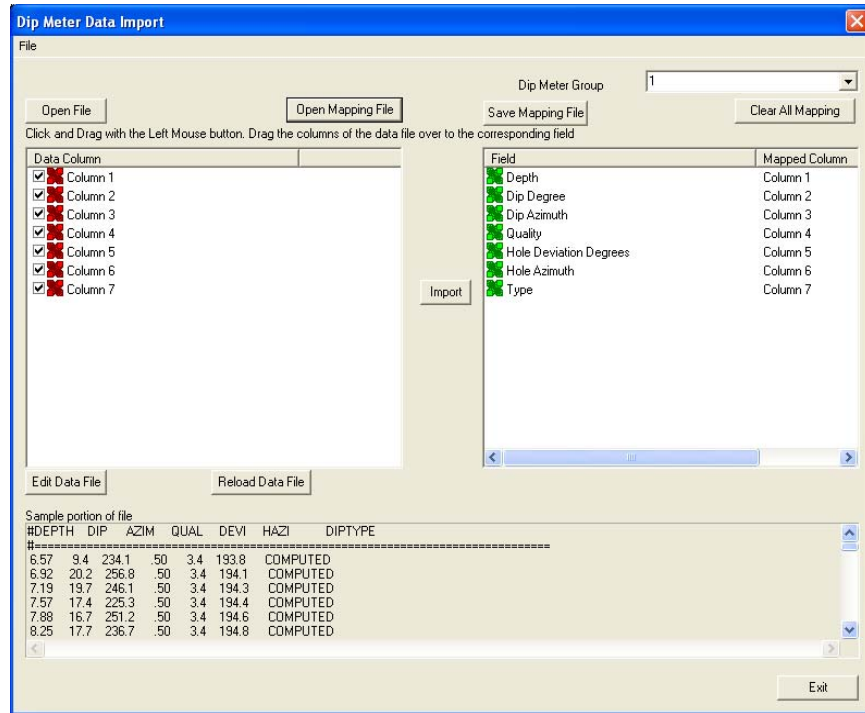 Dip Meter Data Import
File
Dip Meter Group 1
Open File Open Mapping File Save Mapping File Clear All Mapping
Click and Drag with the Left Mouse button. Drag the columns of the data file over to the corresponding field
Data Column Field Mapped Column
Column 1 Depth Column 1
Column 2 Dip Degree Column 2
Column 3 Dip Azimuth Column 3
Column 4 Quality Column 4
Column 5 Hole Deviation Degrees Column 5
Column 6 Hole Azimuth Column 6
Column 7 Type Column 7
Import
Edit Data File Reload Data File
Sample portion of file
#DEPTH DIP AZIM QUAL DEVI HAZI DIPTYPE
#==============================================================================
6.57 9.4 234.1 .50 3.4 193.8 COMPUTED
6.92 20.2 256.8 .50 3.4 194.1 COMPUTED
7.19 19.7 246.1 .50 3.4 194.3 COMPUTED
7.57 17.4 225.3 .50 3.4 194.4 COMPUTED
7.88 16.7 251.2 .50 3.4 194.6 COMPUTED
8.25 17.7 236.7 .50 3.4 194.8 COMPUTED
Exit